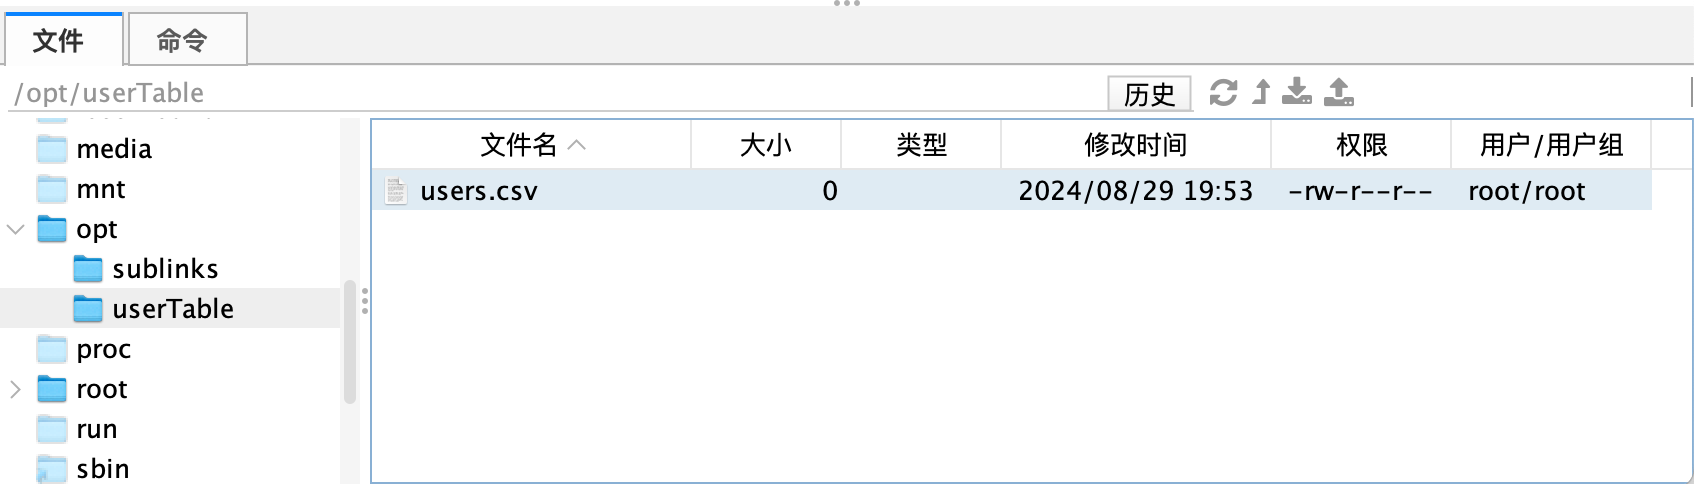 文件 命令
/opt/userTable 历史
文件名 大小 类型 修改时间 权限 用户/用户组
users.csv 0 2024/08/29 19:53 -rw-r--r-- root/root
media
mnt
opt
sublinks
userTable
proc
root
run
sbin